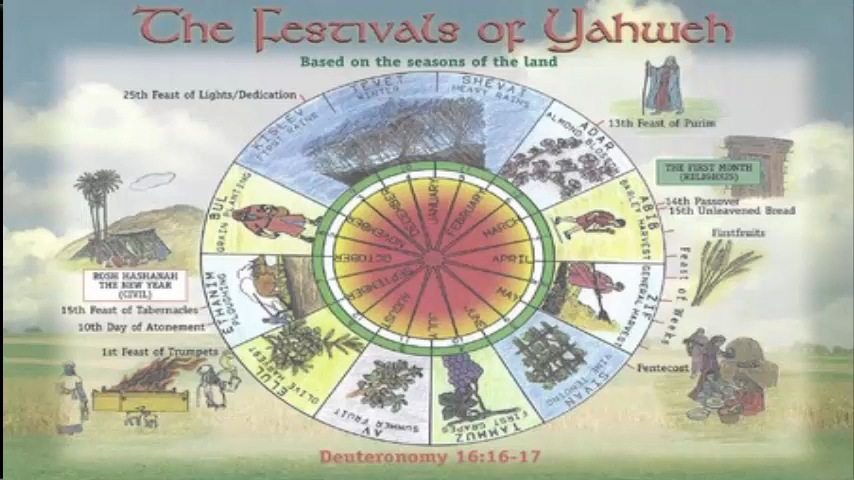 The Festivals of Yahweh
Based on the seasons of the land
25th Feast of Lights/Dedication
13th Feast of Purim
THE FIRST MONTH
(RELIGIOUS)
14th Passover
15th Unleavened Bread
Firstfruits
Feast of Weeks
Pentecost
ROSH HASHANAH
THE NEW YEAR
(CIVIL)
15th Feast of Tabernacles
10th Day of Atonement
1st Feast of Trumpets
TEVET
WINTER
SHEVAT
HEAVY RAINS
ADAR
ALMOND BLOSSOM
ABIB
BARLEY HARVEST
ZIF
GENERAL HARVEST
SIVAN
VINE TENDING
TAMMUZ
FIRST GRAPES
AV
SUMMER FRUIT
ELUL
OLIVE HARVEST
ETHANIM
PLOWING
BUL
GRAIN PLANTING
KISLEV
FIRST RAINS
JANUARY
FEBRUARY
MARCH
APRIL
MAY
JUNE
JULY
AUGUST
SEPTEMBER
OCTOBER
NOVEMBER
DECEMBER
Deuteronomy 16:16-17